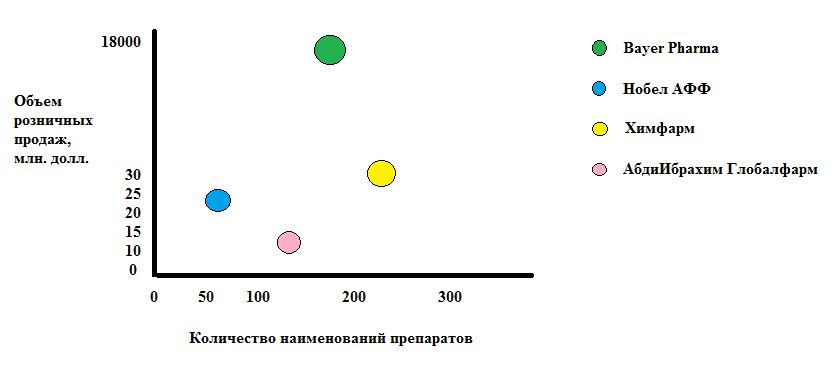 18000
Объем
розничных
продаж,
млн. долл.
30
25
20
15
10
0
0 50 100 200 300
Количество наименований препаратов
Bayer Pharma
Нобел АФФ
Химфарм
АбдиИбрахим Глобалфарм